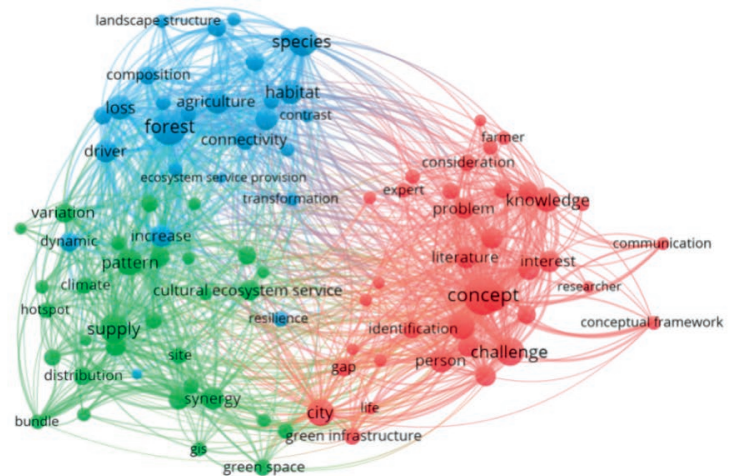 landscape structure
species
composition
habitat
loss
agriculture
contrast
forest
connectivity
farmer
driver
consideration
ecosystem service provision
expert
transformation
knowledge
problem
variation
dynamic
increase
communication
pattern
literature
interest
climate
cultural ecosystem service
researcher
concept
hotspot
supply
resilience
identification
conceptual framework
site
challenge
gap
person
distribution
synergy
city
life
bundle
green infrastructure
gis
green space